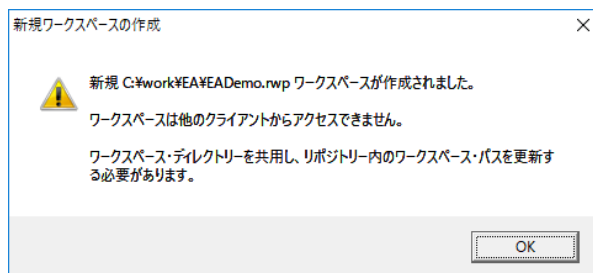 新規ワークスペースの作成
新規 C:¥work¥EA¥EADemo.rwp ワークスペースが作成されました。
ワークスペースは他のクライアントからアクセスできません。
ワークスペース・ディレクトリーを共用し、リポジトリー内のワークスペース・パスを更新す
る必要があります。
OK